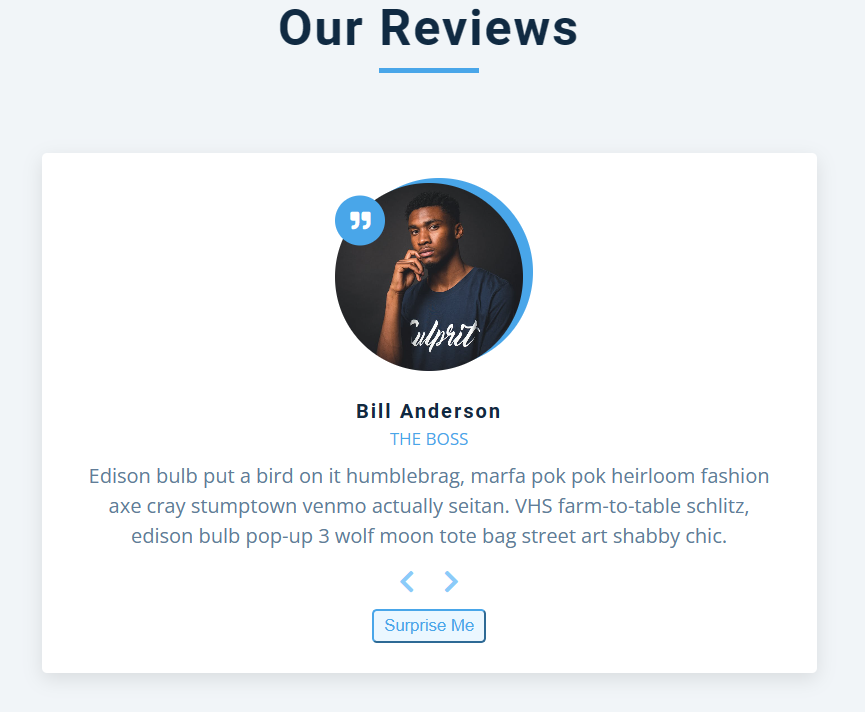 Our Reviews
Culprit
Bill Anderson
THE BOSS
Edison bulb put a bird on it humblebrag, marfa pok pok heirloom fashion
axe cray stumptown venmo actually seitan. VHS farm-to-table schlitz,
edison bulb pop-up 3 wolf moon tote bag street art shabby chic.
Surprise Me